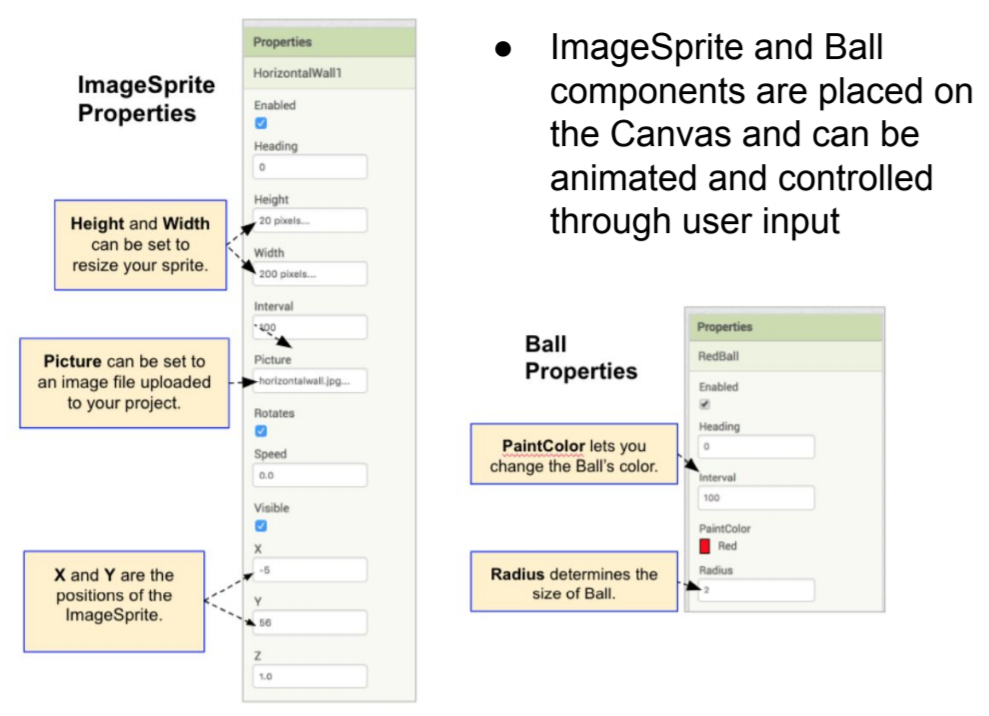 ImageSprite
Properties
Height and Width
can be set to
resize your sprite.
Picture can be set to
an image file uploaded
to your project.
X and Y are the
positions of the
ImageSprite.
Properties
HorizontalWall1
Enabled
Heading
0
Height
20 pixels...
Width
200 pixels...
Interval
100
Picture
horizontalwall.jpg...
Rotates
Speed
0.0
Visible
X
-5
Y
56
Z
1.0
● ImageSprite and Ball
components are placed on
the Canvas and can be
animated and controlled
through user input
Ball
Properties
PaintColor lets you
change the Ball's color.
Radius determines the
size of Ball.
Properties
RedBall
Enabled
Heading
0
Interval
100
PaintColor
Red
Radius
2